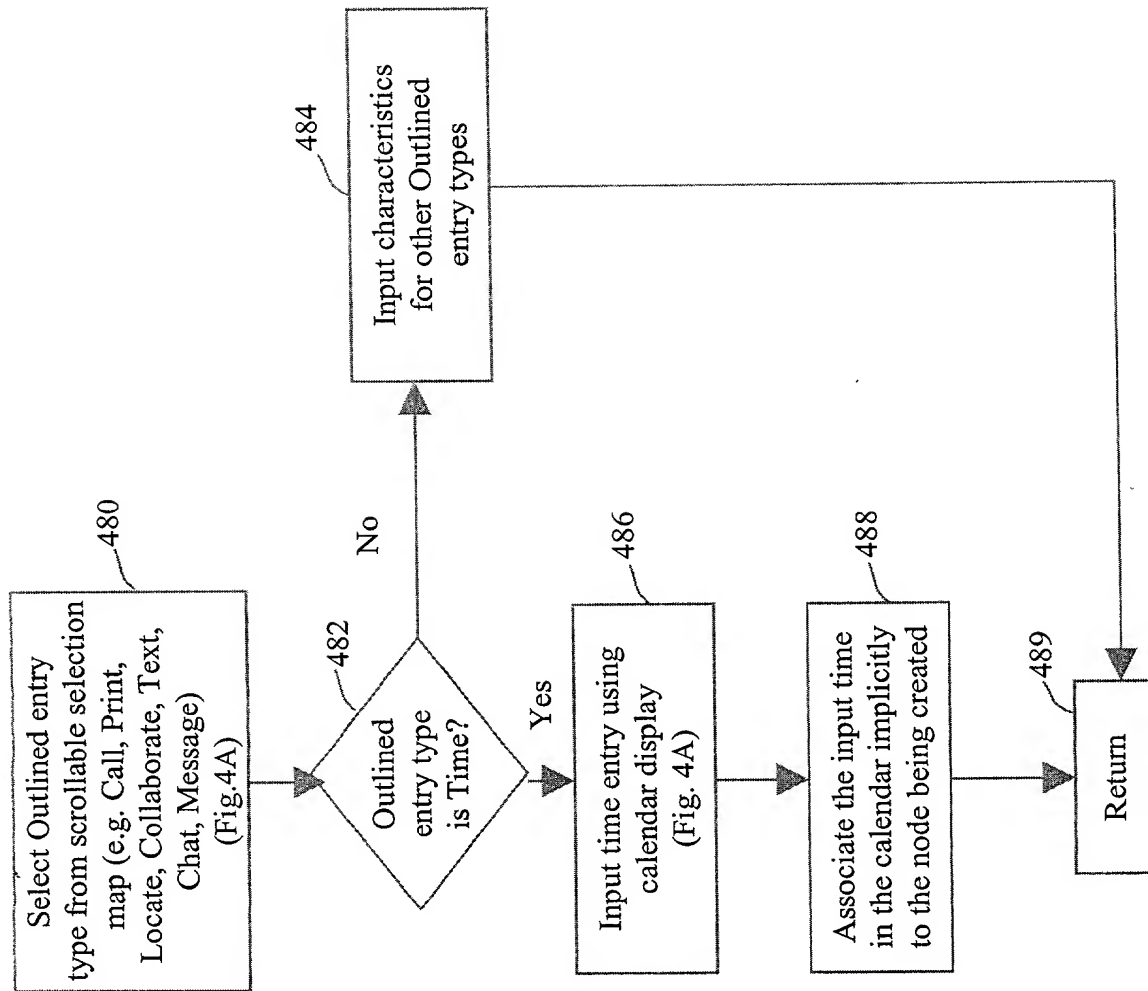 480
Select Outlined entry
type from scrollable selection
map (e.g. Call, Print,
Locate, Collaborate, Text,
Chat, Message)
(Fig.4A)
482
Outlined
entry type
is Time?
No
484
Input characteristics
for other Outlined
entry types
Yes
486
Input time entry using
calendar display
(Fig. 4A)
488
Associate the input time
in the calendar implicitly
to the node being created
489
Return